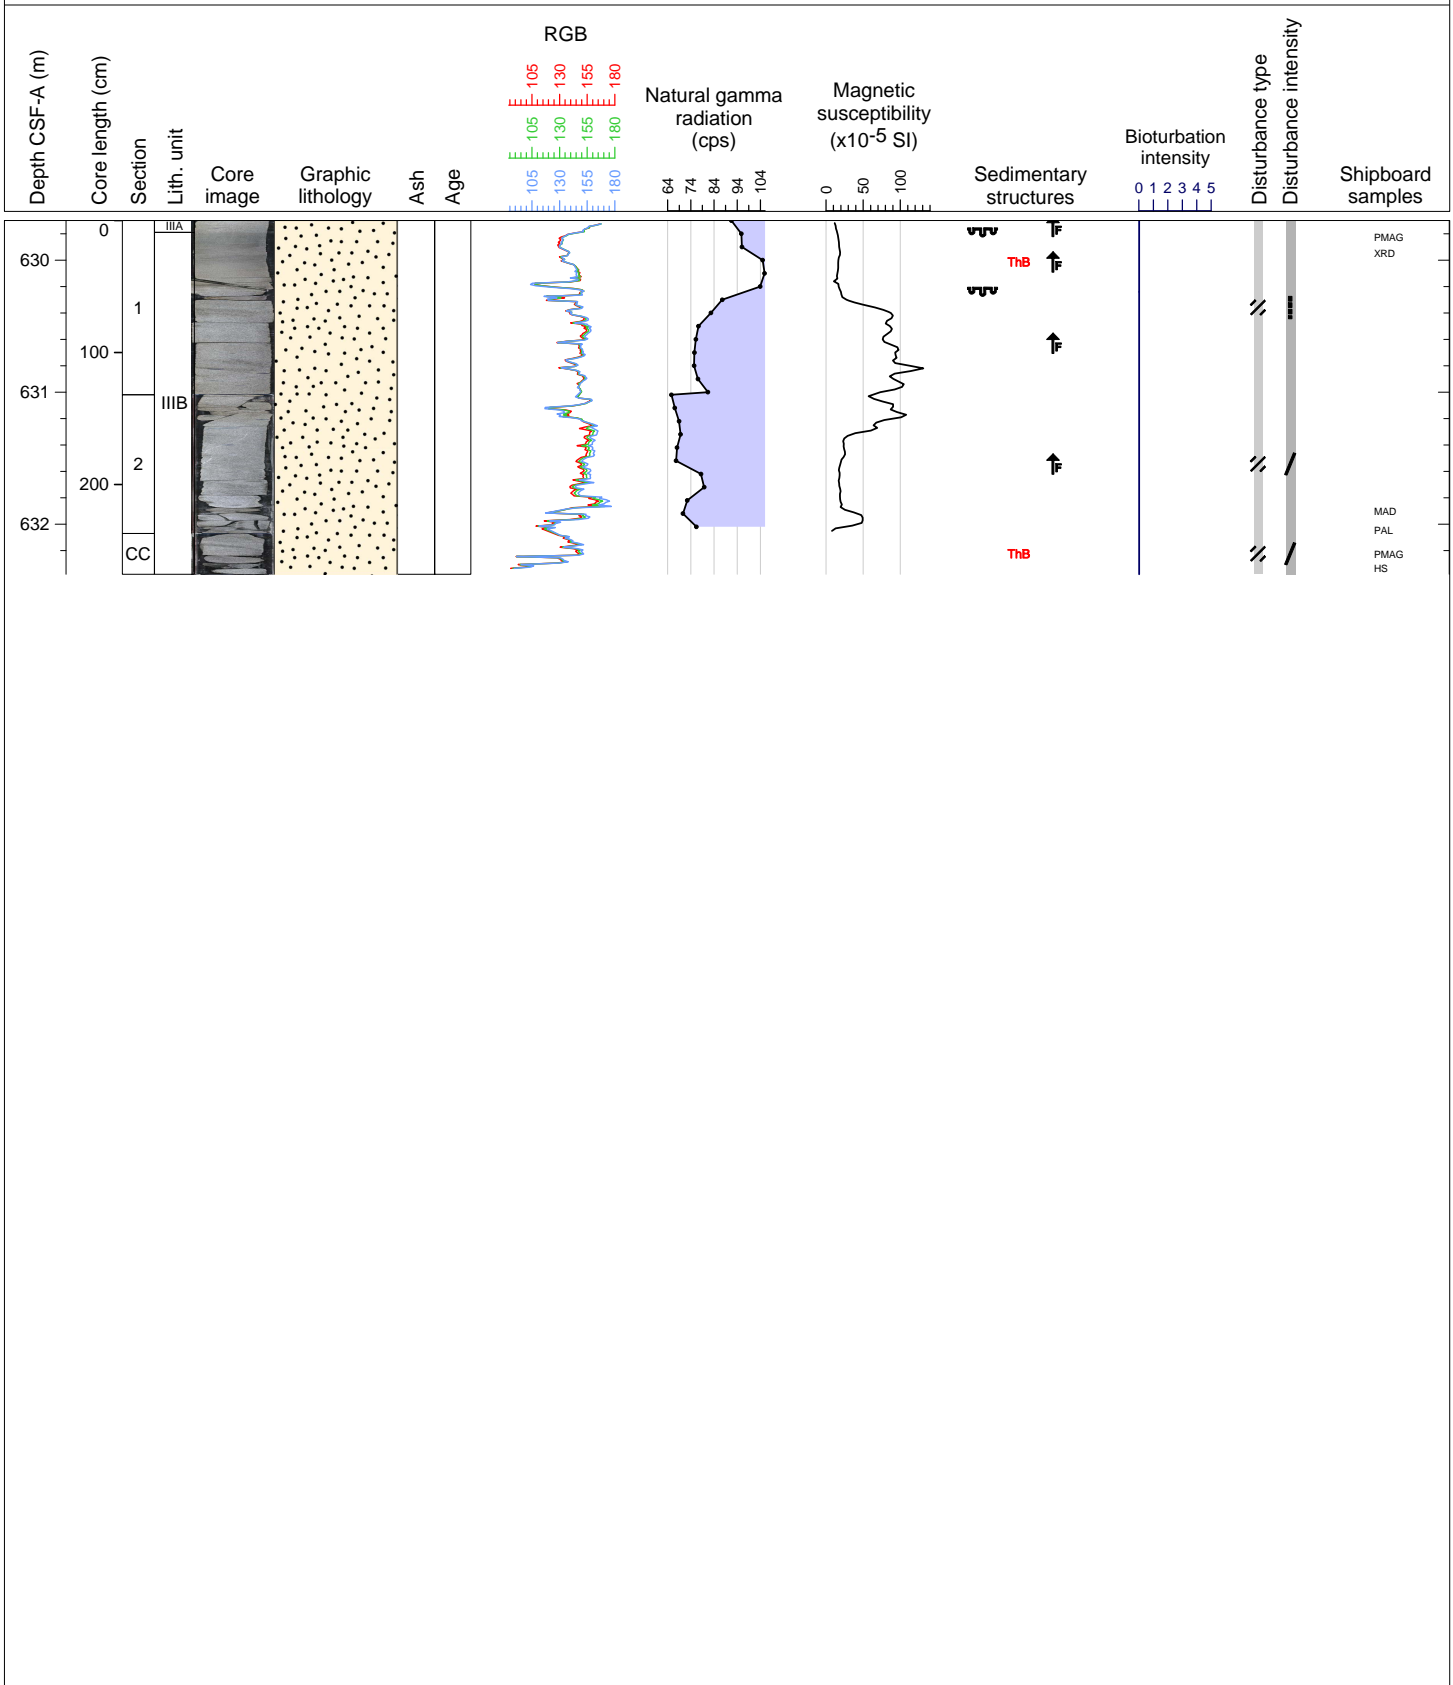 RGB
105 130 155 180
105 130 155 180
105 130 155 180
Depth CSF-A (m)
Core length (cm)
Section
Lith. unit
Core
image
Graphic
lithology
Ash
Age
Natural gamma
radiation
(cps)
64 74 84 94 104
Magnetic
susceptibility
(x10-5 SI)
0 50 100
Sedimentary
structures
Bioturbation
intensity
0 1 2 3 4 5
Disturbance type
Disturbance intensity
Shipboard
samples
0
IIIA
F
PMAG
630
ThB
F
XRD
1
F
100
631
IIIB
2
F
200
MAD
632
PAL
CC
ThB
PMAG
HS